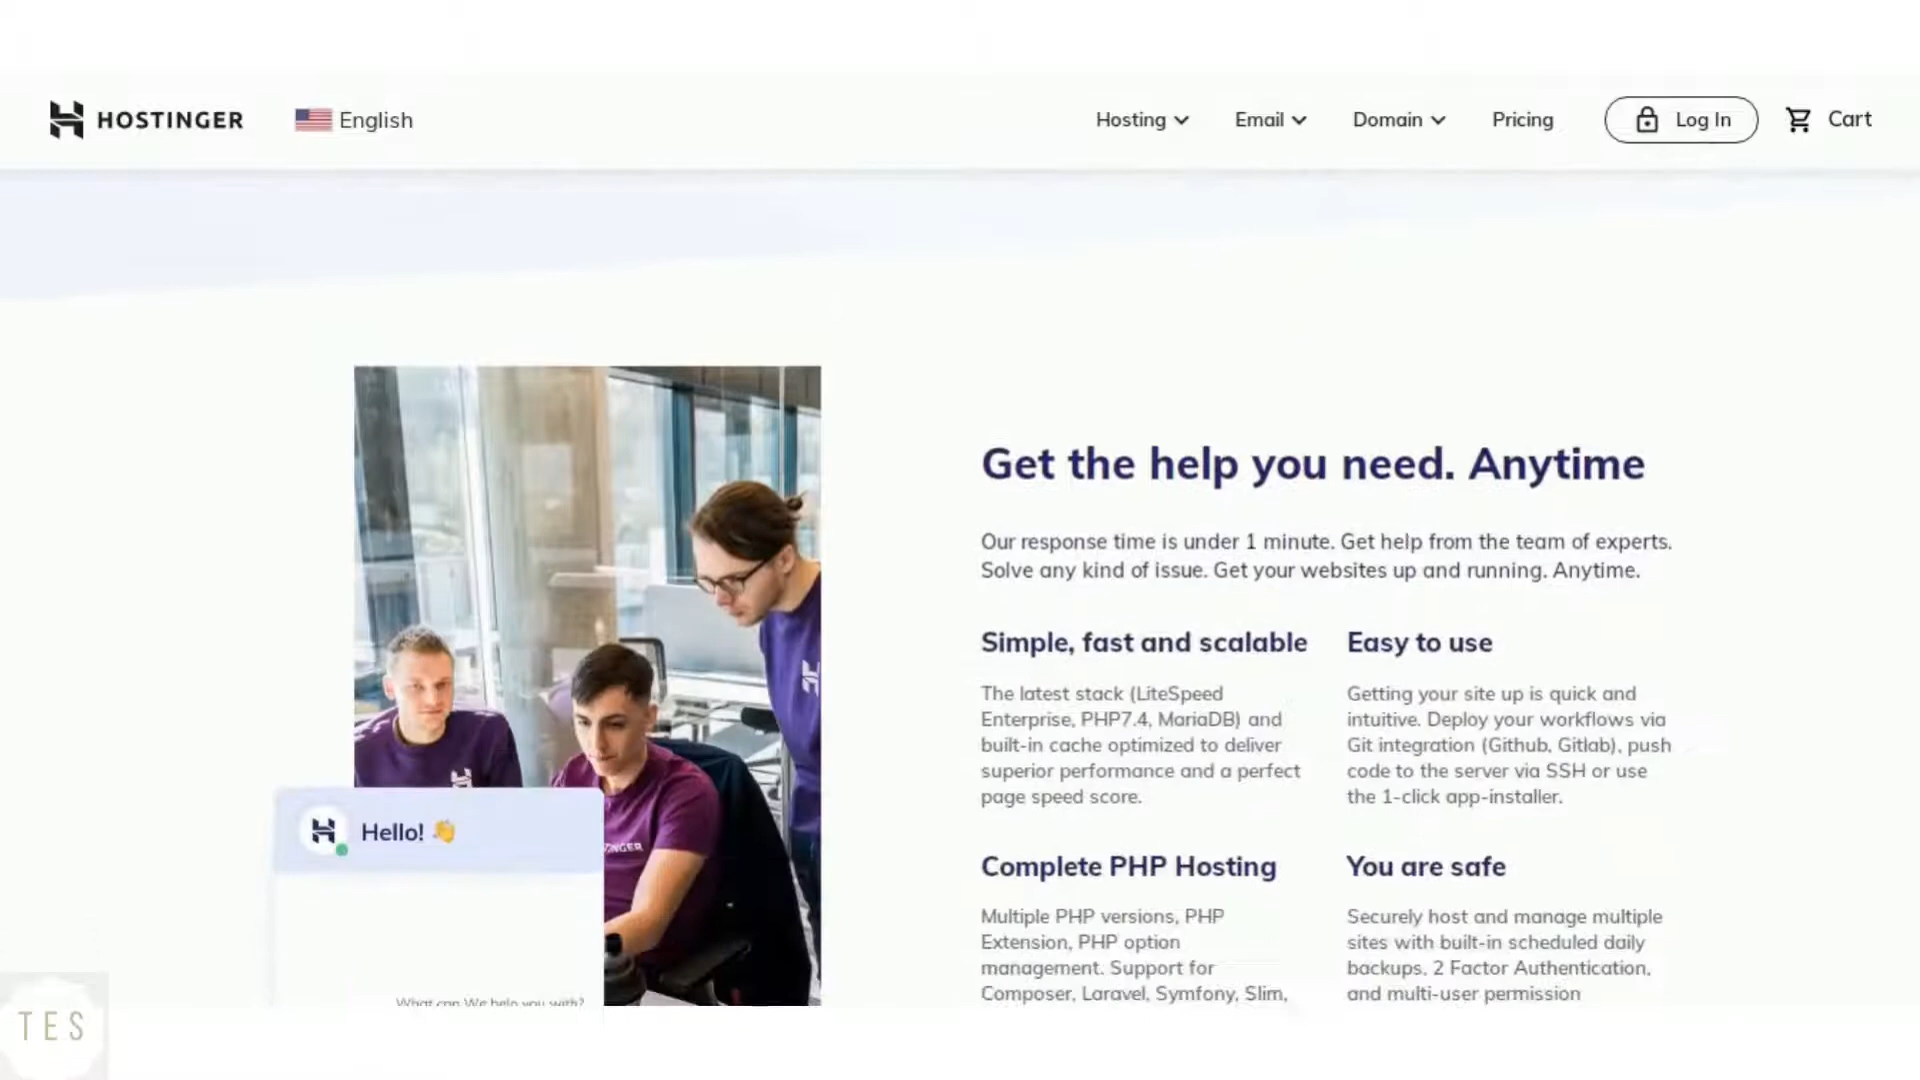 HOSTINGER
English
Hosting
Email
Domain
Pricing
Log In
Cart
Get the help you need. Anytime
Our response time is under 1 minute. Get help from the team of experts.
Solve any kind of issue. Get your websites up and running. Anytime.
Simple, fast and scalable
The latest stack (LiteSpeed
Enterprise, PHP7.4, MariaDB) and
built-in cache optimized to deliver
superior performance and a perfect
page speed score.
Easy to use
Getting your site up is quick and
intuitive. Deploy your workflows via
Git integration (Github, Gitlab), push
code to the server via SSH or use
the 1-click app-installer.
Complete PHP Hosting
Multiple PHP versions, PHP
Extension, PHP option
management. Support for
Composer, Laravel, Symfony, Slim,
You are safe
Securely host and manage multiple
sites with built-in scheduled daily
backups, 2 Factor Authentication,
and multi-user permission
Hello! 👋
What can We help you with?
TES